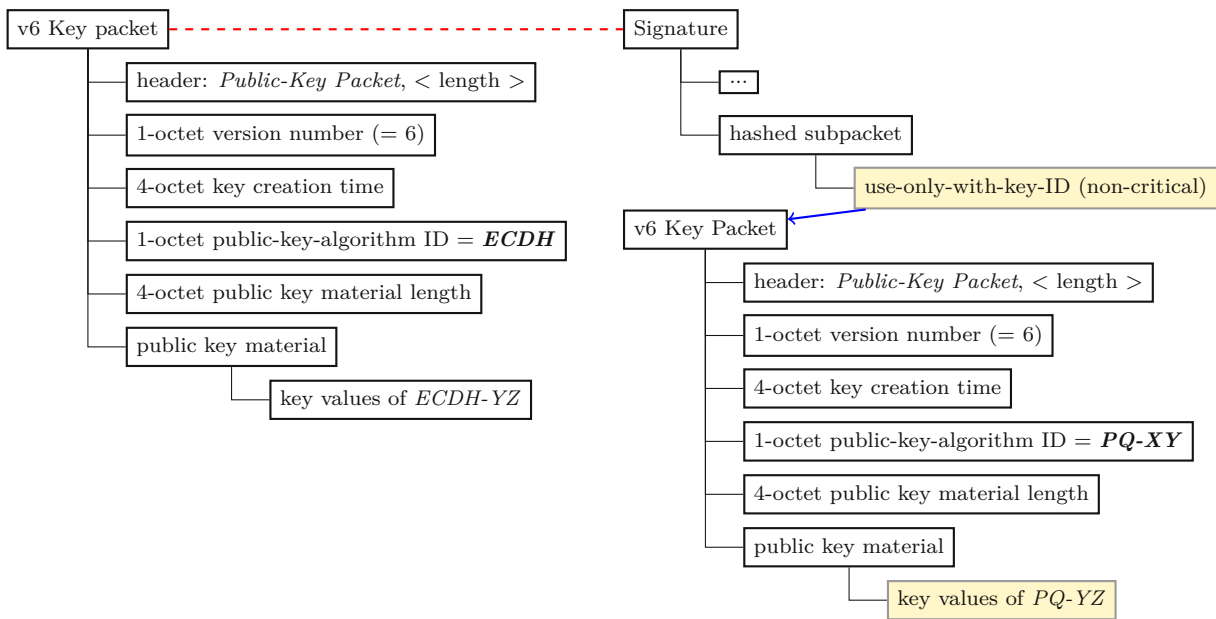 v6 Key packet
header: Public-Key Packet, < length >
1-octet version number (= 6)
4-octet key creation time
1-octet public-key-algorithm ID = ECDH
4-octet public key material length
public key material
key values of ECDH-YZ
Signature
...
hashed subpacket
use-only-with-key-ID (non-critical)
v6 Key Packet
header: Public-Key Packet, < length >
1-octet version number (= 6)
4-octet key creation time
1-octet public-key-algorithm ID = PQ-XY
4-octet public key material length
public key material
key values of PQ-YZ